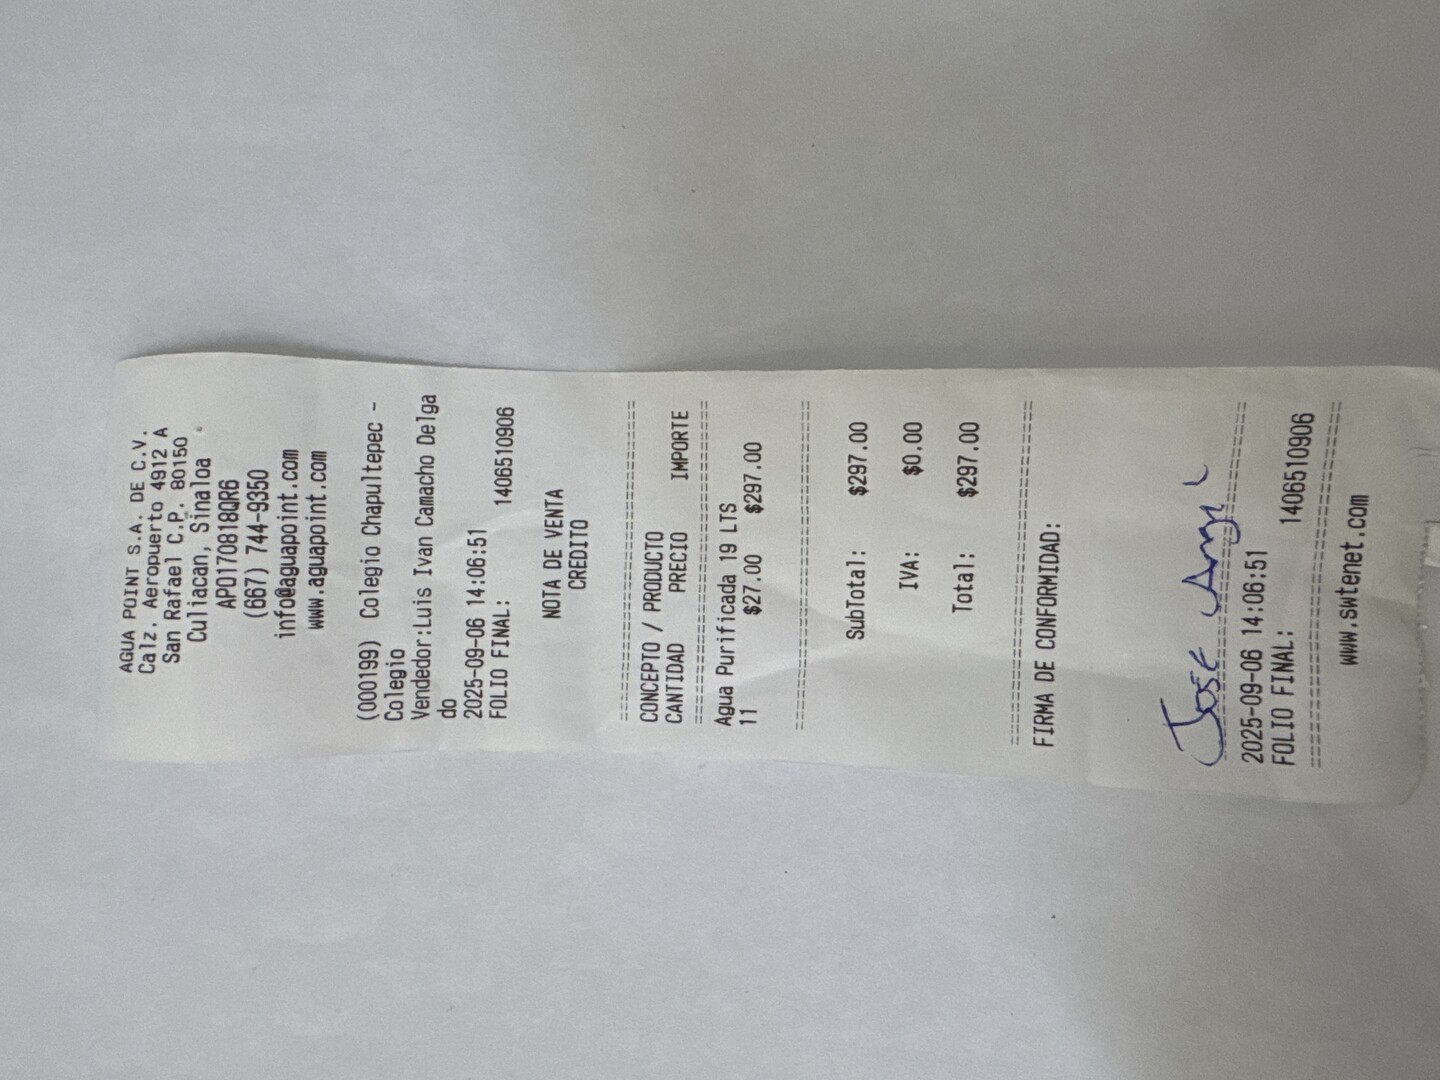 AGUA POINT S.A. DE C.V.
Calz. Aeropuerto 4912 A
San Rafael C.P. 80150
Culiacan, Sinaloa
APO170818QR6
(667) 744-9350
info@aguapoint.com
www.aguapoint.com
(000199) Colegio Chapultepec -
Colegio
Vendedor:Luis Ivan Camacho Delga
do
2025-09-06 14:06:51
FOLIO FINAL: 1406510906
NOTA DE VENTA
CREDITO
================================
CONCEPTO / PRODUCTO
CANTIDAD PRECIO IMPORTE
================================
Agua Purificada 19 LTS
11 $27.00 $297.00
================================
SubTotal: $297.00
IVA: $0.00
Total: $297.00
================================
FIRMA DE CONFORMIDAD:
Jose Angel
================================
2025-09-06 14:06:51
FOLIO FINAL: 1406510906
================================
www.swtenet.com